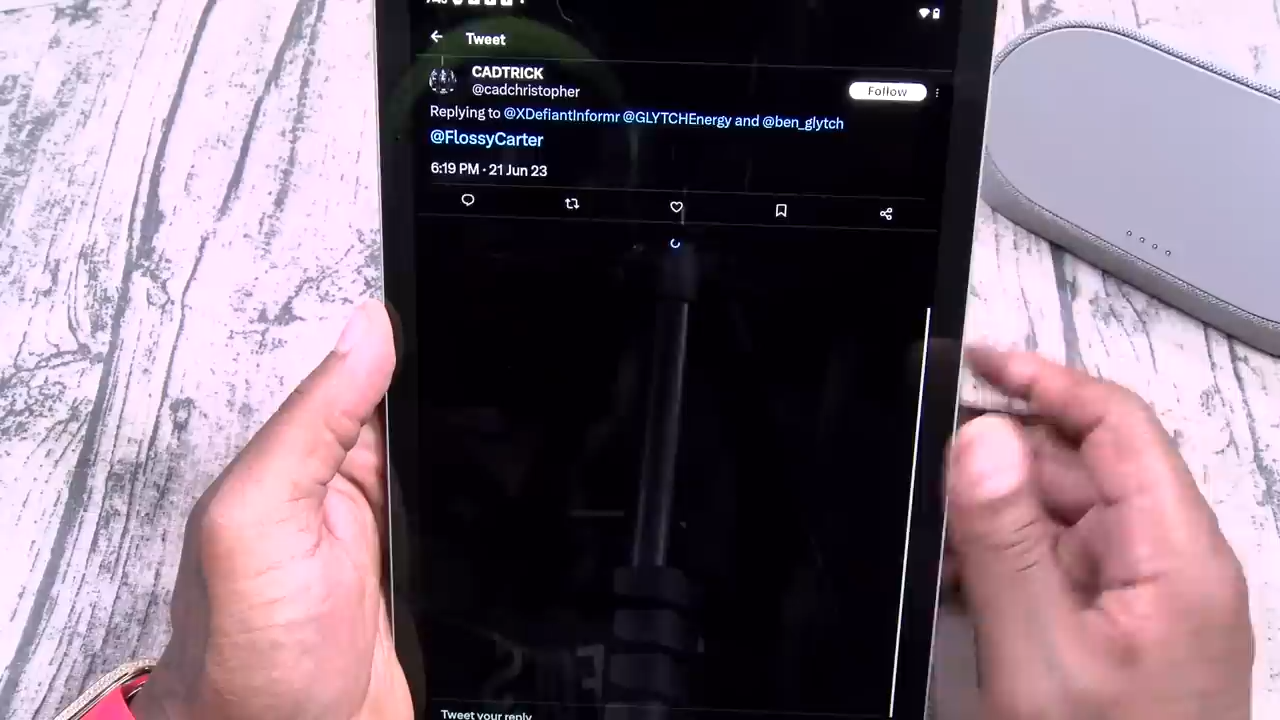 Tweet
CADTRICK
@cadchristopher
Follow
Replying to @XDefiantInformr @GLYTCHEnergy and @ben_glytch
@FlossyCarter
6:19 PM · 21 Jun 23
Tweet your reply